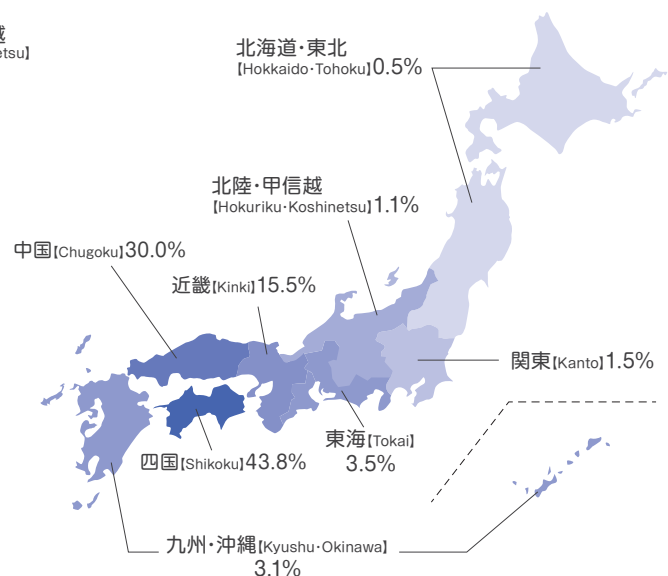 越
etsu】
北海道・東北
【Hokkaido・Tohoku】0.5%
北陸・甲信越
【Hokuriku・Koshinetsu】1.1%
中国【Chugoku】30.0%
近畿【Kinki】15.5%
関東【Kanto】1.5%
東海【Tokai】
3.5%
四国【Shikoku】43.8%
九州・沖縄【Kyushu・Okinawa】
3.1%